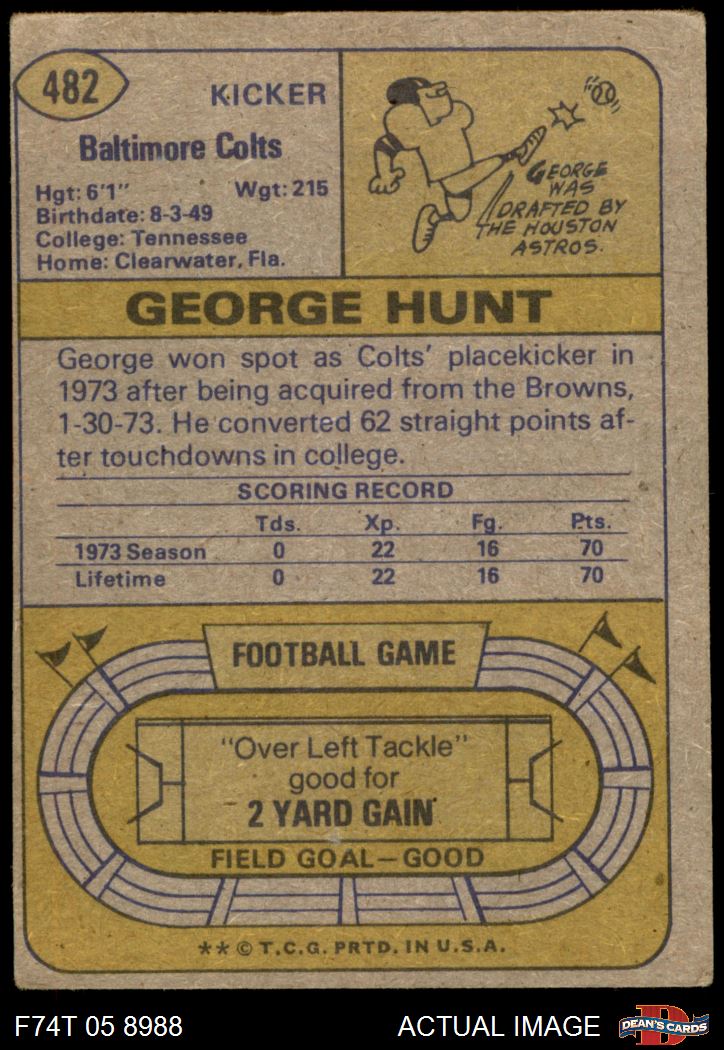 482
KICKER
Baltimore Colts
Hgt: 6'1" Wgt: 215
Birthdate: 8-3-49
College: Tennessee
Home: Clearwater, Fla.
GEORGE
WAS
DRAFTED BY
THE HOUSTON
ASTROS.
GEORGE HUNT
George won spot as Colts' placekicker in
1973 after being acquired from the Browns,
1-30-73. He converted 62 straight points af-
ter touchdowns in college.
SCORING RECORD
Tds. Xp. Fg. Pts.
1973 Season 0 22 16 70
Lifetime 0 22 16 70
FOOTBALL GAME
"Over Left Tackle"
good for
2 YARD GAIN
FIELD GOAL—GOOD
** © T.C.G. PRTD. IN U.S.A.
F74T 05 8988 ACTUAL IMAGE
D
DEAN'S CARDS